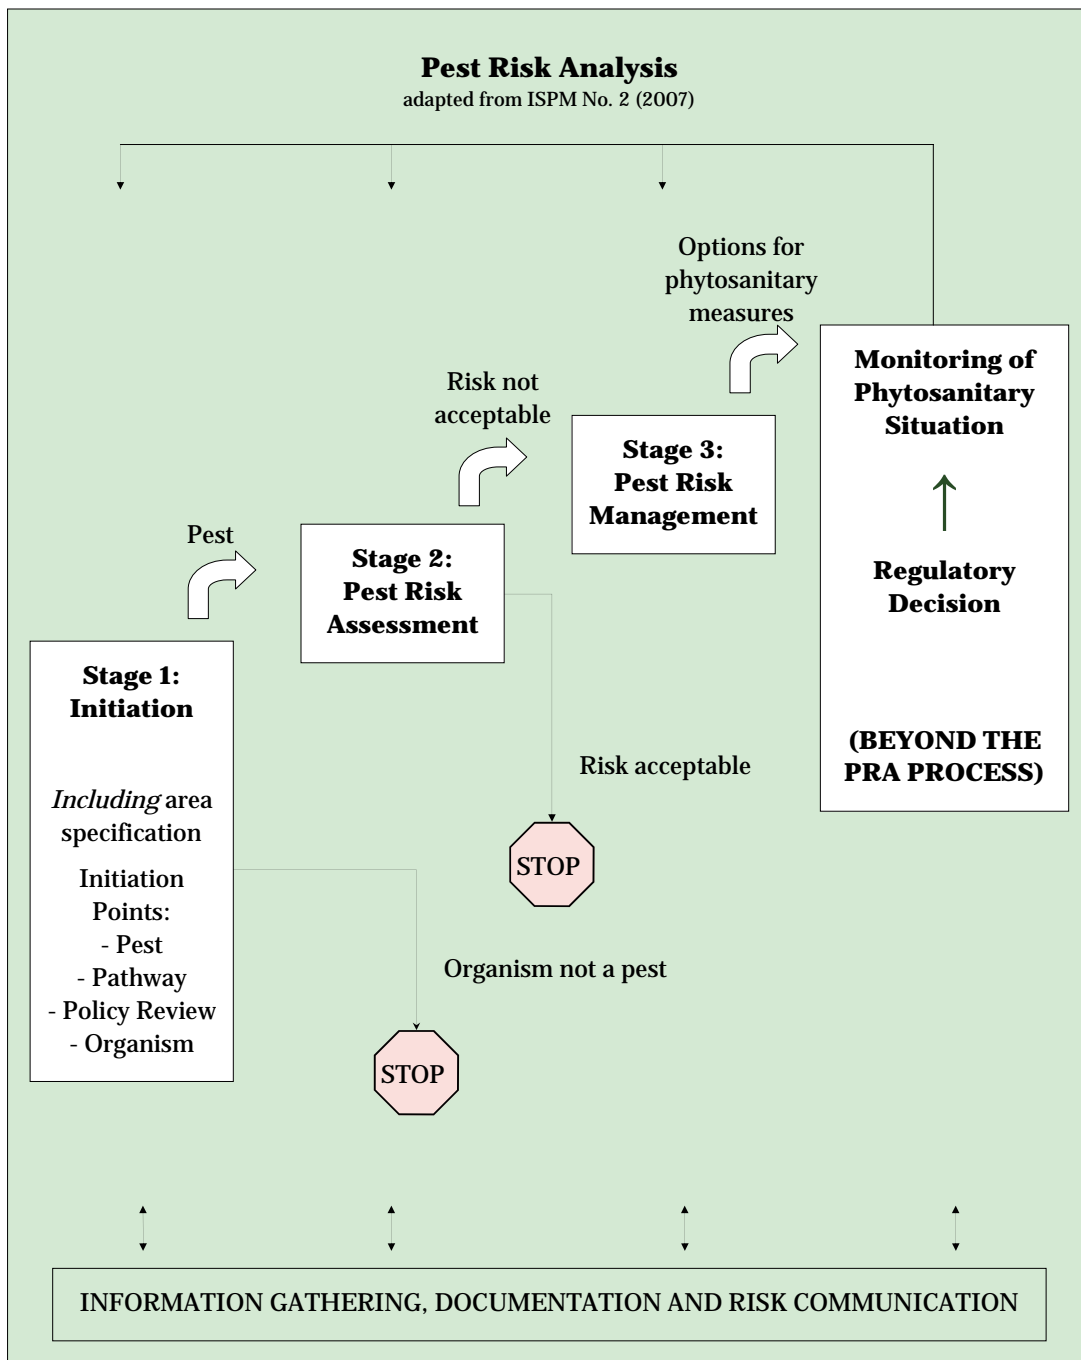 Pest Risk Analysis
adapted from ISPM No. 2 (2007)
Options for
phytosanitary
measures
Monitoring of
Phytosanitary
Situation
Regulatory
Decision
(BEYOND THE
PRA PROCESS)
Risk not
acceptable
Stage 3:
Pest Risk
Management
Pest
Stage 2:
Pest Risk
Assessment
Stage 1:
Initiation
Including area
specification
Initiation
Points:
- Pest
- Pathway
- Policy Review
- Organism
Risk acceptable
STOP
Organism not a pest
STOP
INFORMATION GATHERING, DOCUMENTATION AND RISK COMMUNICATION